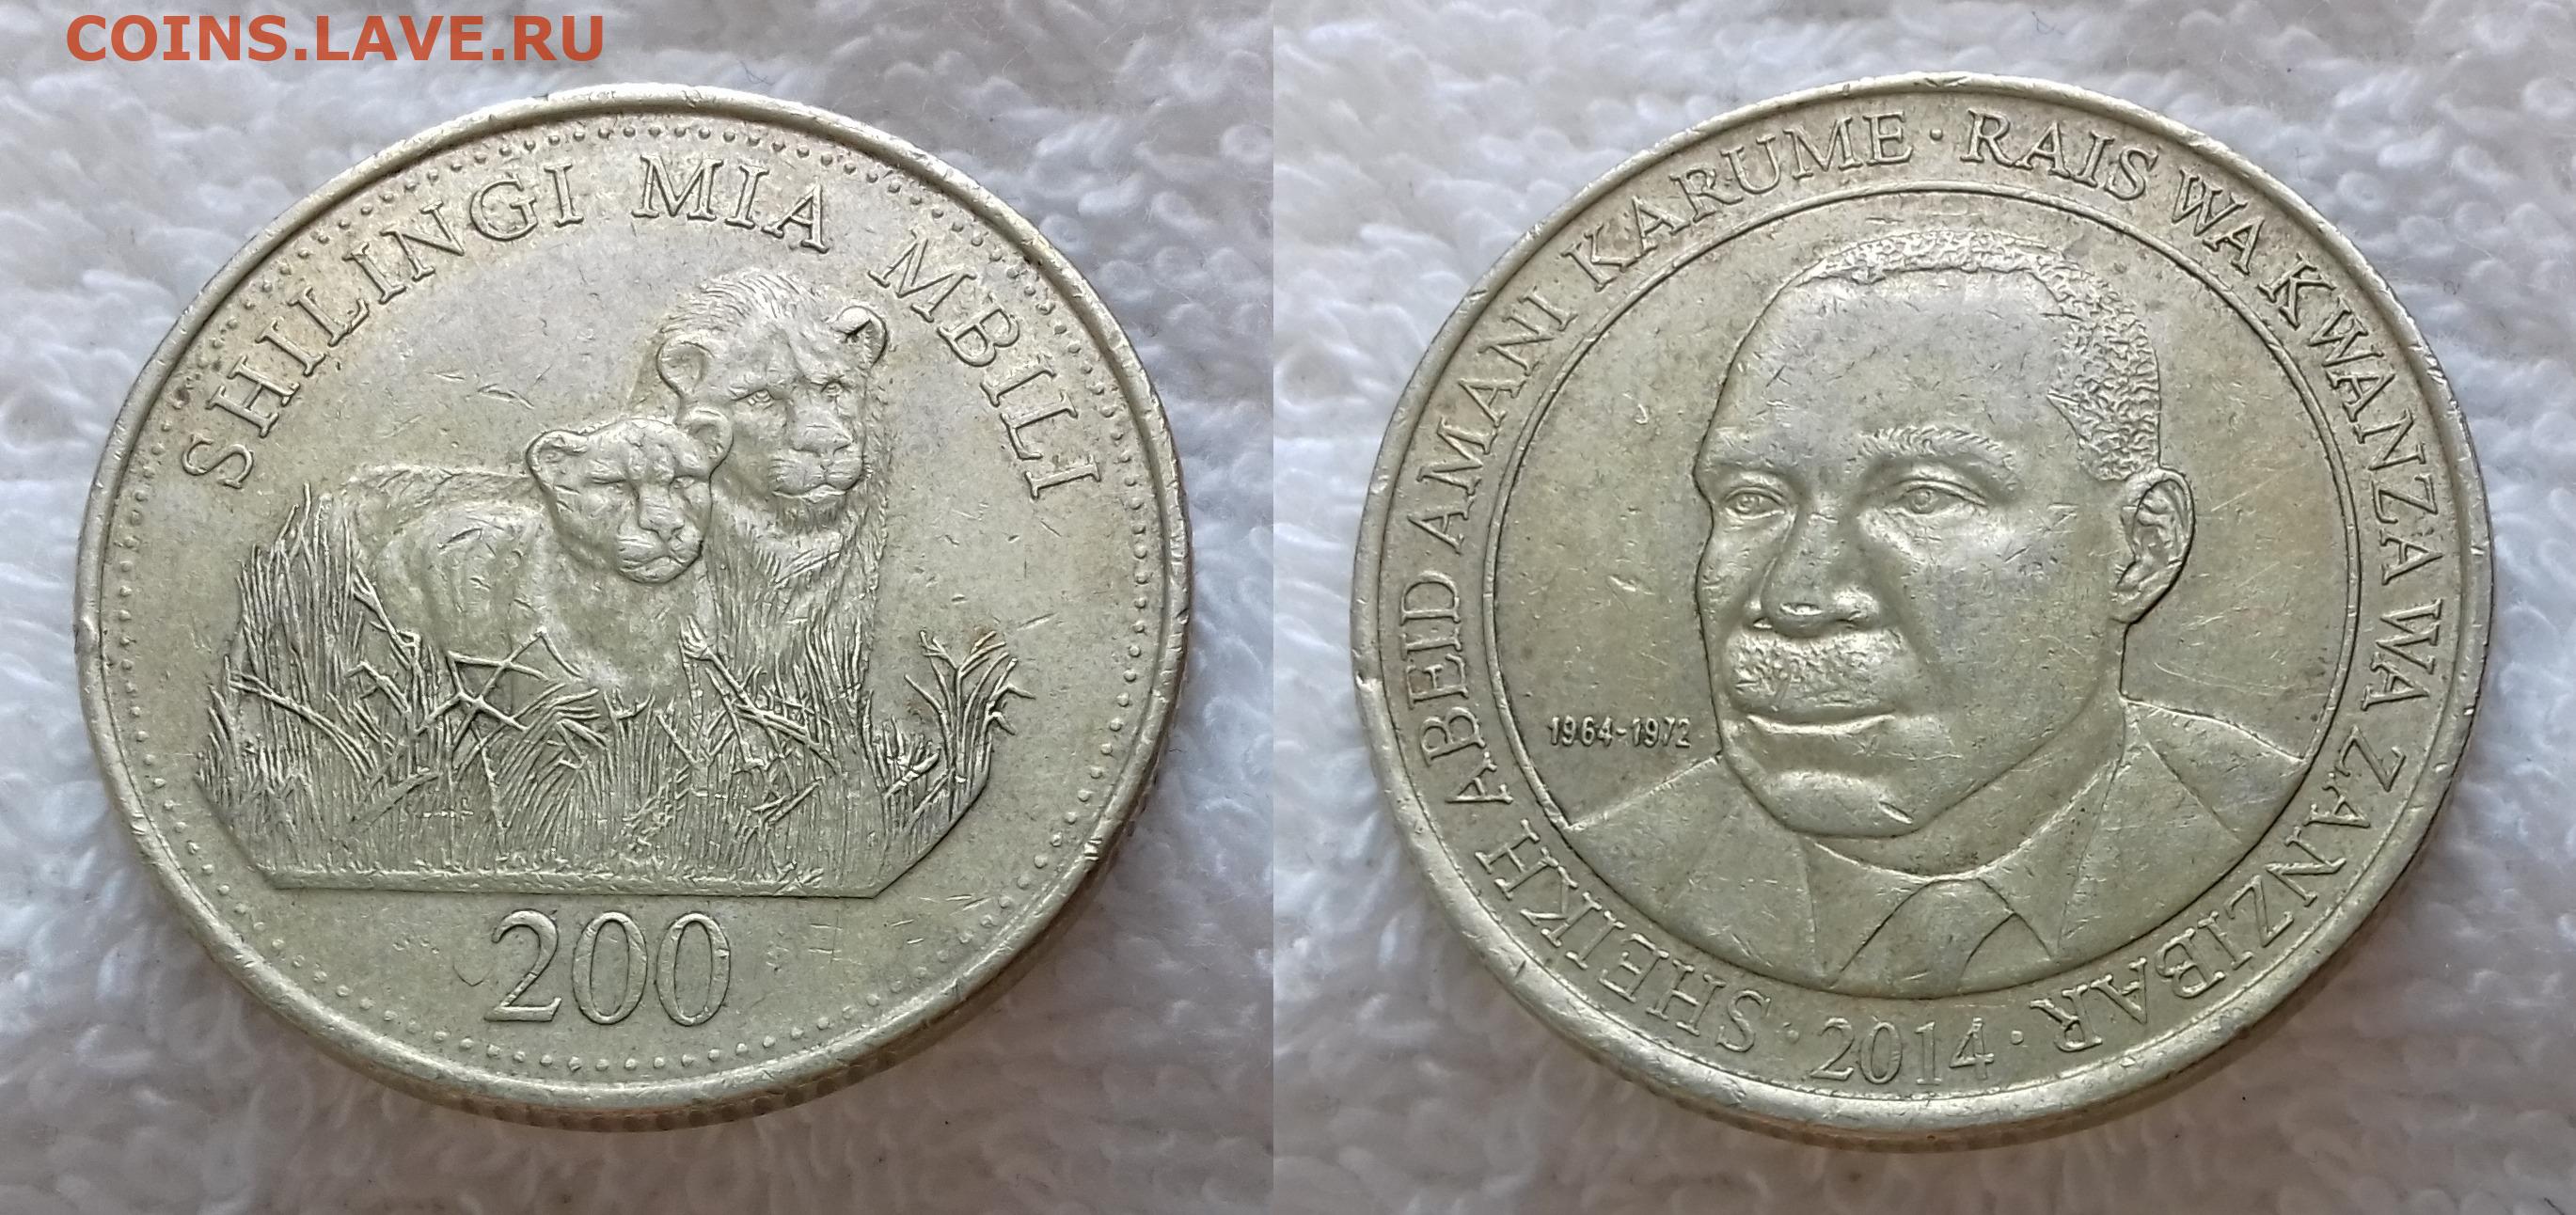 COINS.LAVE.RU
SHILINGI MIA MBILI
200
SHEIKH ABEID AMANI KARUME · RAIS WA KWANZA WA ZANZIBAR
1964-1972
· 2014 ·